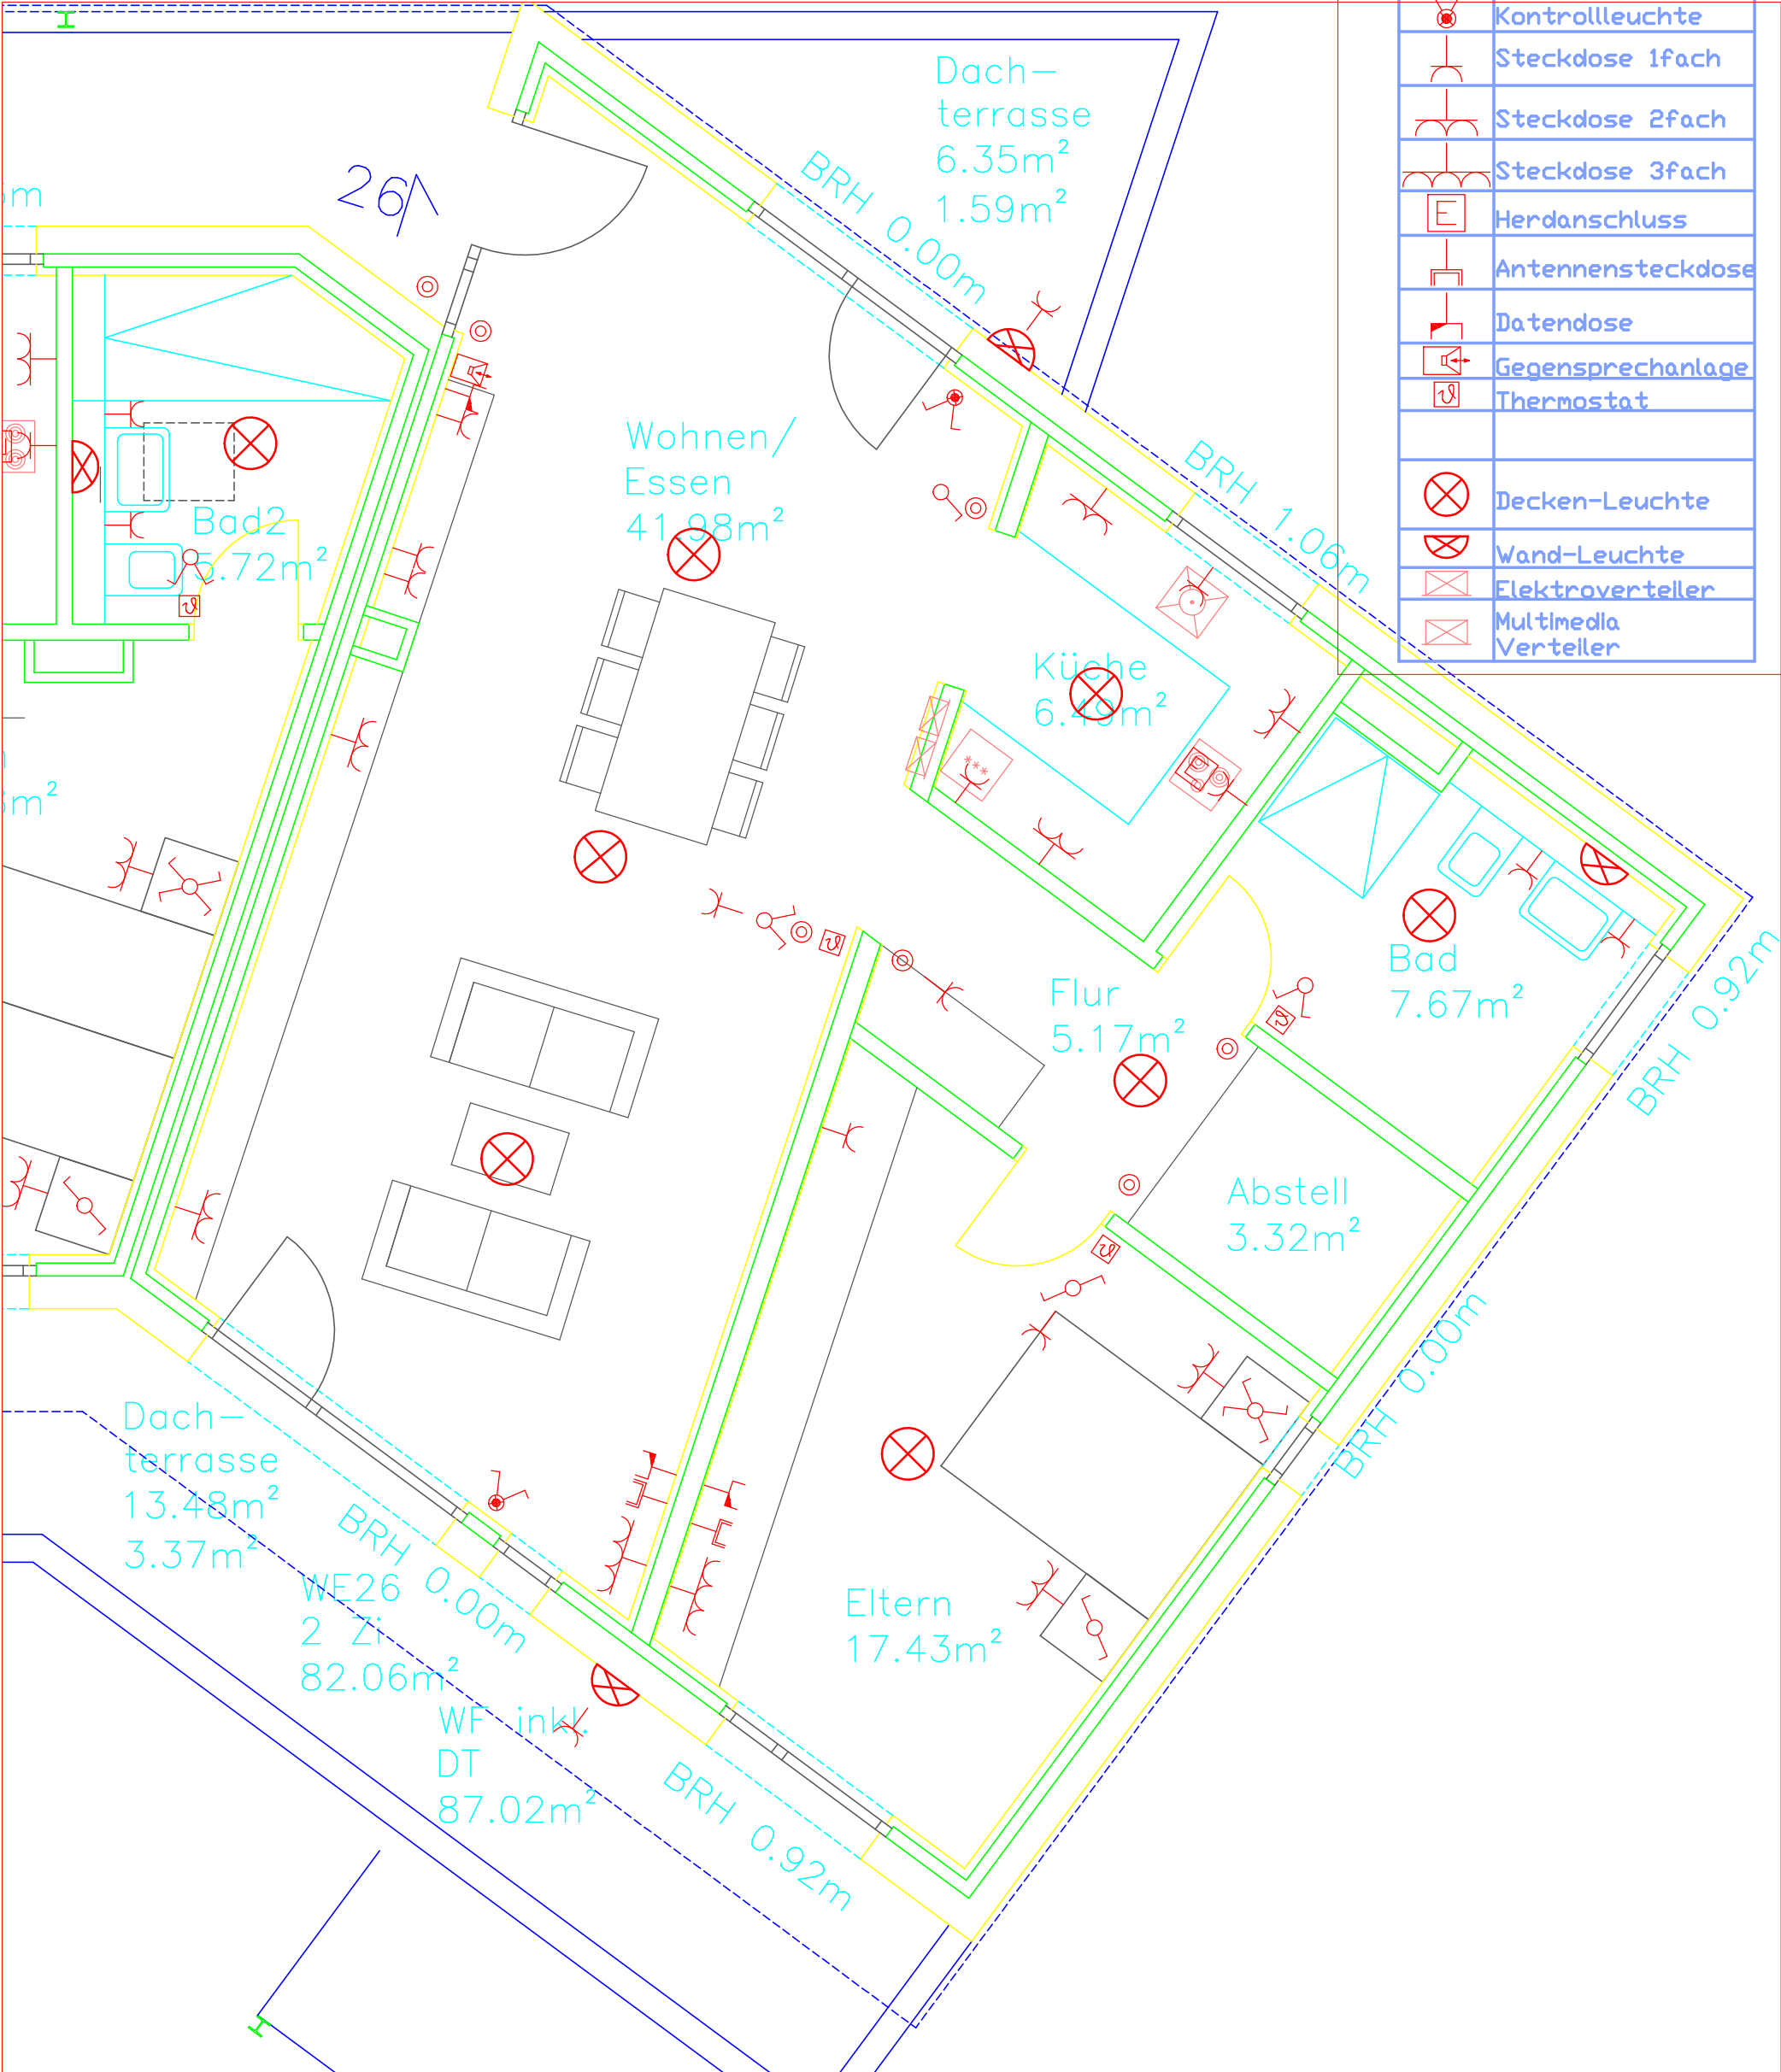 Kontrollleuchte
Steckdose 1fach
Steckdose 2fach
Steckdose 3fach
E
Herdanschluss
Antennensteckdose
Datendose
Gegensprechanlage
Thermostat
Decken-Leuchte
Wand-Leuchte
Elektroverteiler
Multimedia
Verteiler
Dach-
terrasse
6.35m²
1.59m²
BRH 0.00m
26
Wohnen/
Essen
41.98m²
BRH 1.06m
Bad2
5.72m²
Küche
6.49m²
E
***
Bad
7.67m²
BRH 0.92m
Flur
5.17m²
Abstell
3.32m²
BRH 0.00m
Dach-
terrasse
13.48m²
3.37m²
BRH 0.00m
WE26
2 Zi
82.06m²
WF inkl.
DT
87.02m²
Eltern
17.43m²
BRH 0.92m